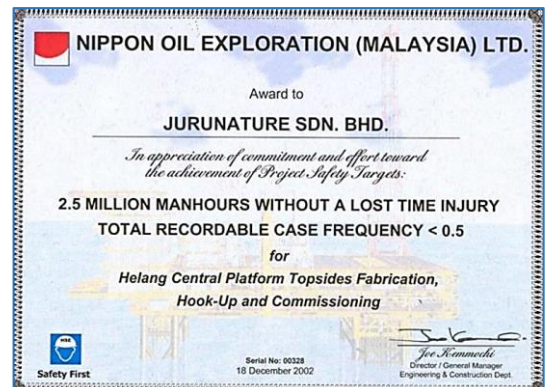 NIPPON OIL EXPLORATION (MALAYSIA) LTD.
Award to
JURUNATURE SDN. BHD.
In appreciation of commitment and effort toward
the achievement of Project Safety Targets:
2.5 MILLION MANHOURS WITHOUT A LOST TIME INJURY
TOTAL RECORDABLE CASE FREQUENCY < 0.5
for
Helang Central Platform Topsides Fabrication,
Hook-Up and Commissioning
HSE
Safety First
Serial No: 00328
18 December 2002
Joe Kemmochi
Director / General Manager
Engineering & Construction Dept.